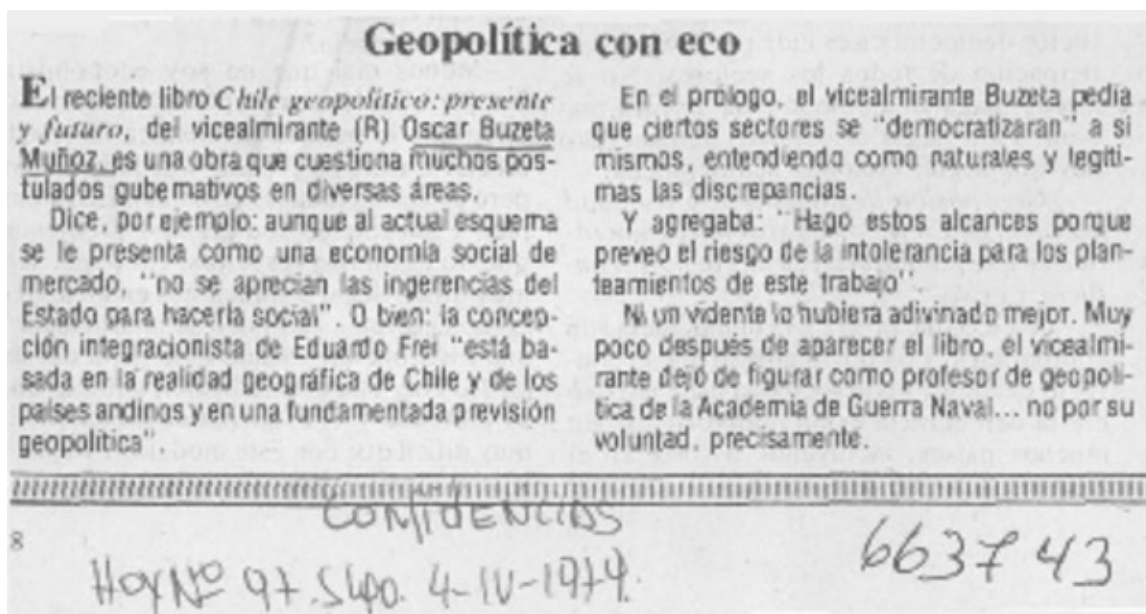 Geopolítica con eco
El reciente libro Chile geopolítico: presente
y futuro, del vicealmirante (R) Oscar Buzeta
Muñoz, es una obra que cuestiona muchos pos-
tulados gubernativos en diversas áreas.
Dice, por ejemplo: aunque al actual esquema
se le presenta como una economía social de
mercado, "no se aprecian las ingerencias del
Estado para hacerla social". O bien: la concep-
ción integracionista de Eduardo Frei "está ba-
sada en la realidad geográfica de Chile y de los
países andinos y en una fundamentada previsión
geopolítica".
En el prólogo, el vicealmirante Buzeta pedía
que ciertos sectores se "democratizaran" a sí
mismos, entendiendo como naturales y legíti-
mas las discrepancias.
Y agregaba: "Hago estos alcances porque
preveo el riesgo de la intolerancia para los plan-
teamientos de este trabajo".
Ni un vidente lo hubiera adivinado mejor. Muy
poco después de aparecer el libro, el vicealmi-
rante dejó de figurar como profesor de geopolí-
tica de la Academia de Guerra Naval... no por su
voluntad, precisamente.
CONFIDENCIAS
8
Hoy Nº 97. Stgo. 4-IV-1979.
663743